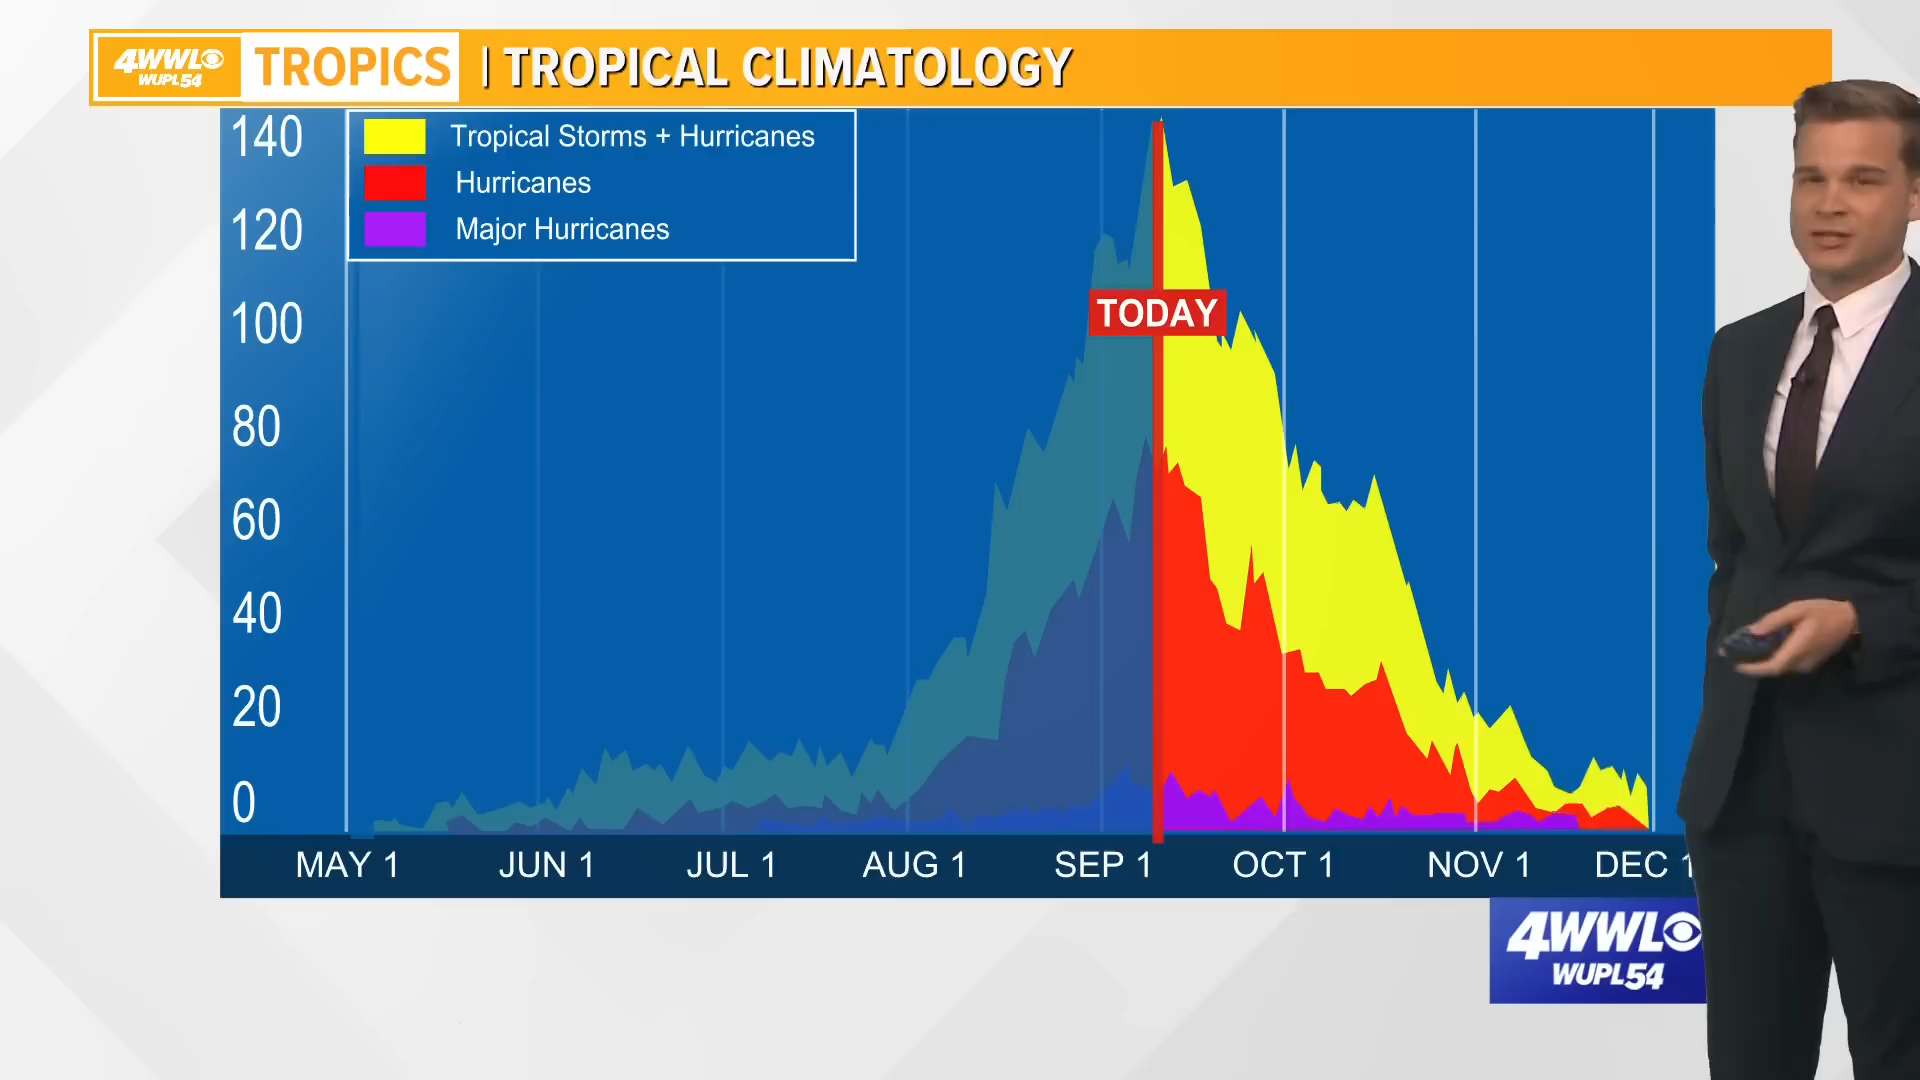 4WWL
WUPL54
TROPICS | TROPICAL CLIMATOLOGY
140
Tropical Storms + Hurricanes
Hurricanes
120
Major Hurricanes
100
TODAY
80
60
40
20
0
MAY 1 JUN 1 JUL 1 AUG 1 SEP 1 OCT 1 NOV 1 DEC 1
4WWL
WUPL54